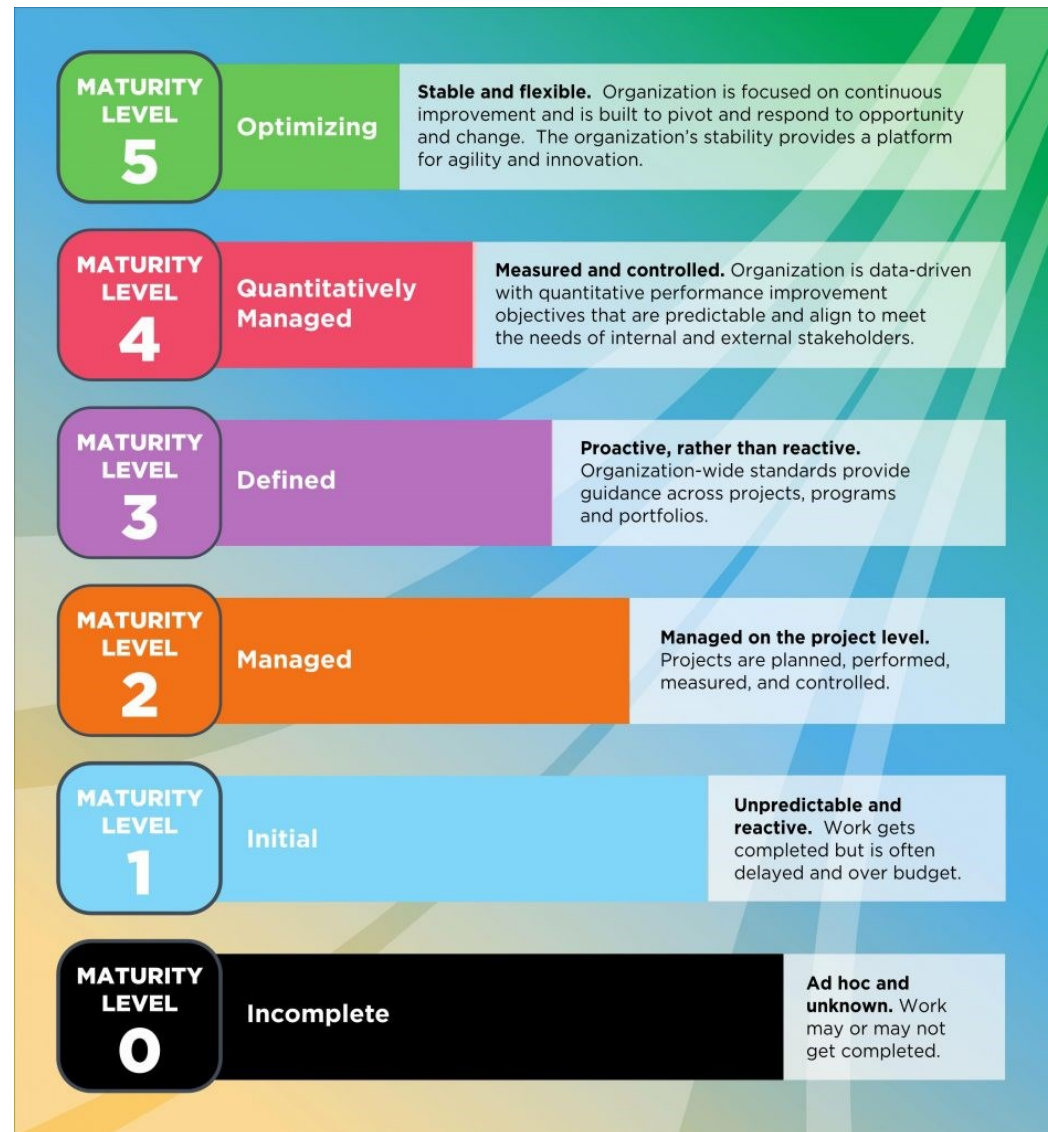 MATURITY
LEVEL
5
Optimizing
Stable and flexible. Organization is focused on continuous
improvement and is built to pivot and respond to opportunity
and change. The organization’s stability provides a platform
for agility and innovation.
MATURITY
LEVEL
4
Quantitatively
Managed
Measured and controlled. Organization is data-driven
with quantitative performance improvement
objectives that are predictable and align to meet
the needs of internal and external stakeholders.
MATURITY
LEVEL
3
Defined
Proactive, rather than reactive.
Organization-wide standards provide
guidance across projects, programs
and portfolios.
MATURITY
LEVEL
2
Managed
Managed on the project level.
Projects are planned, performed,
measured, and controlled.
MATURITY
LEVEL
1
Initial
Unpredictable and
reactive. Work gets
completed but is often
delayed and over budget.
MATURITY
LEVEL
0
Incomplete
Ad hoc and
unknown. Work
may or may not
get completed.